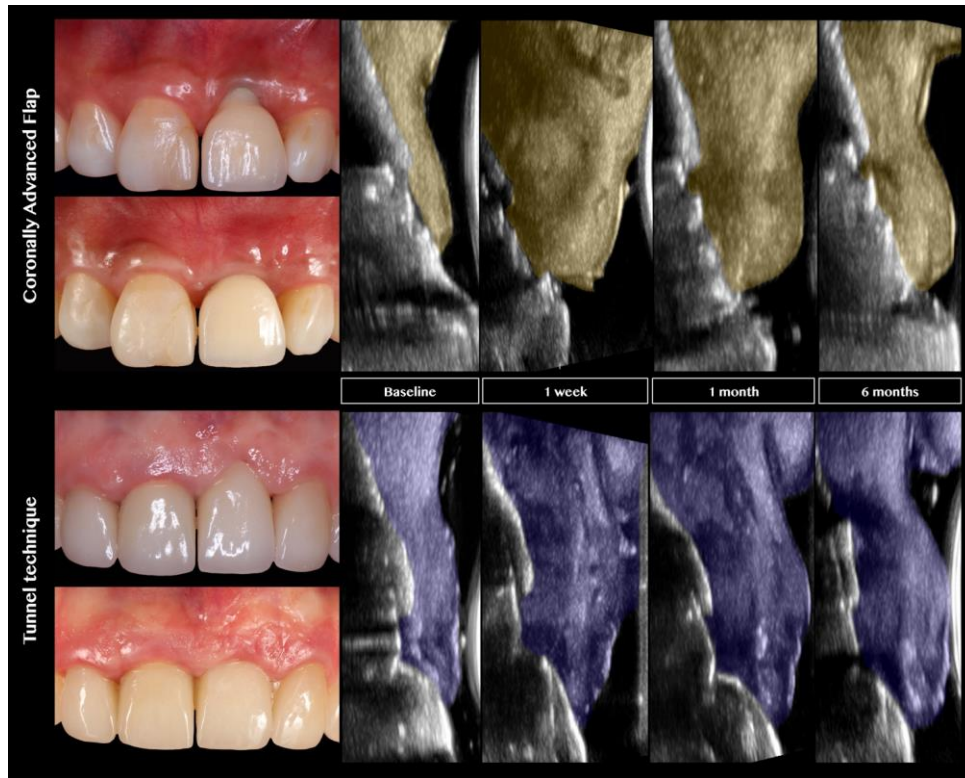 Coronally Advanced Flap
Baseline
1 week
1 month
6 months
Tunnel technique